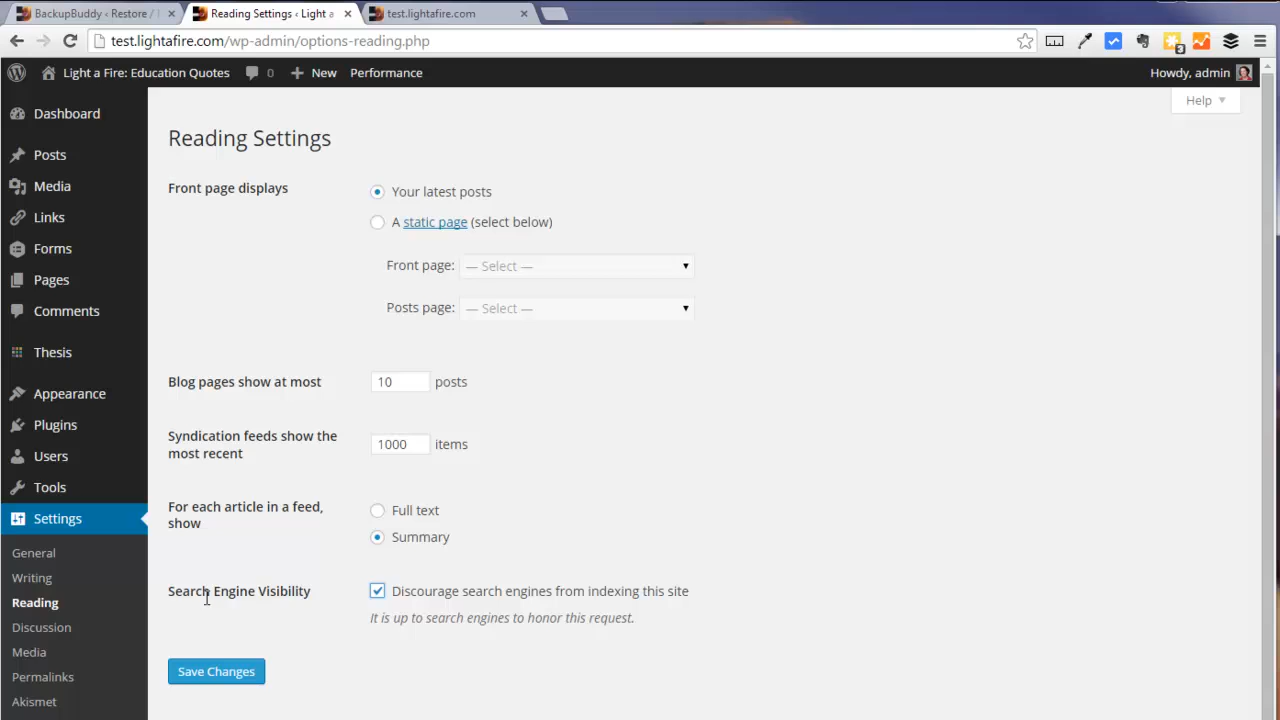 BackupBuddy ‹ Restore /
Reading Settings ‹ Light a
test.lightafire.com
test.lightafire.com/wp-admin/options-reading.php
3
Light a Fire: Education Quotes
0
New
Performance
Howdy, admin
Help
Dashboard
Posts
Media
Links
Forms
Pages
Comments
Thesis
Appearance
Plugins
Users
Tools
Settings
General
Writing
Reading
Discussion
Media
Permalinks
Akismet
Reading Settings
Front page displays
Your latest posts
A static page (select below)
Front page: — Select —
Posts page: — Select —
Blog pages show at most
10 posts
Syndication feeds show the
most recent
1000 items
For each article in a feed,
show
Full text
Summary
Search Engine Visibility
Discourage search engines from indexing this site
It is up to search engines to honor this request.
Save Changes